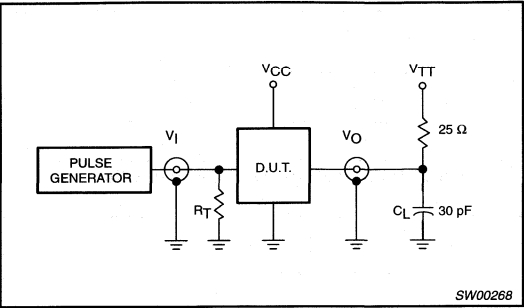 VCC
VTT
25 Ω
VI
VO
PULSE
GENERATOR
D.U.T.
RT
CL
30 pF
SW00268